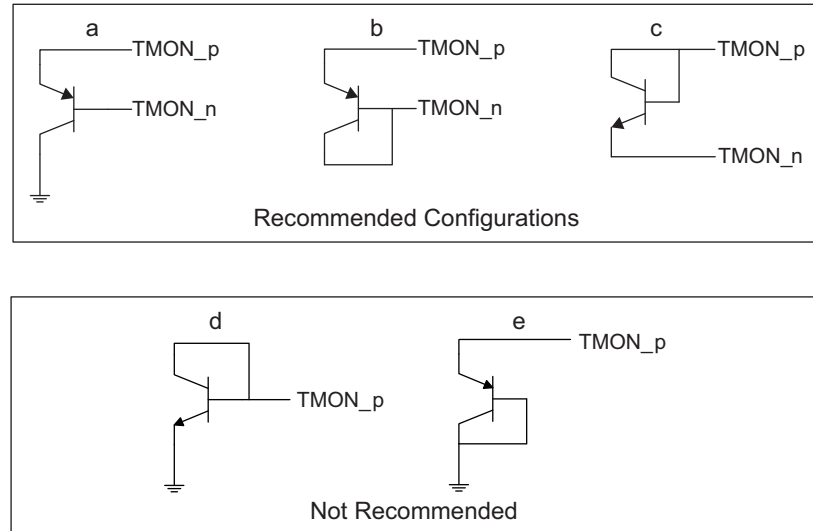 a
b
c
TMON_p
TMON_p
TMON_p
TMON_n
TMON_n
TMON_n
Recommended Configurations
d
e
TMON_p
TMON_p
Not Recommended